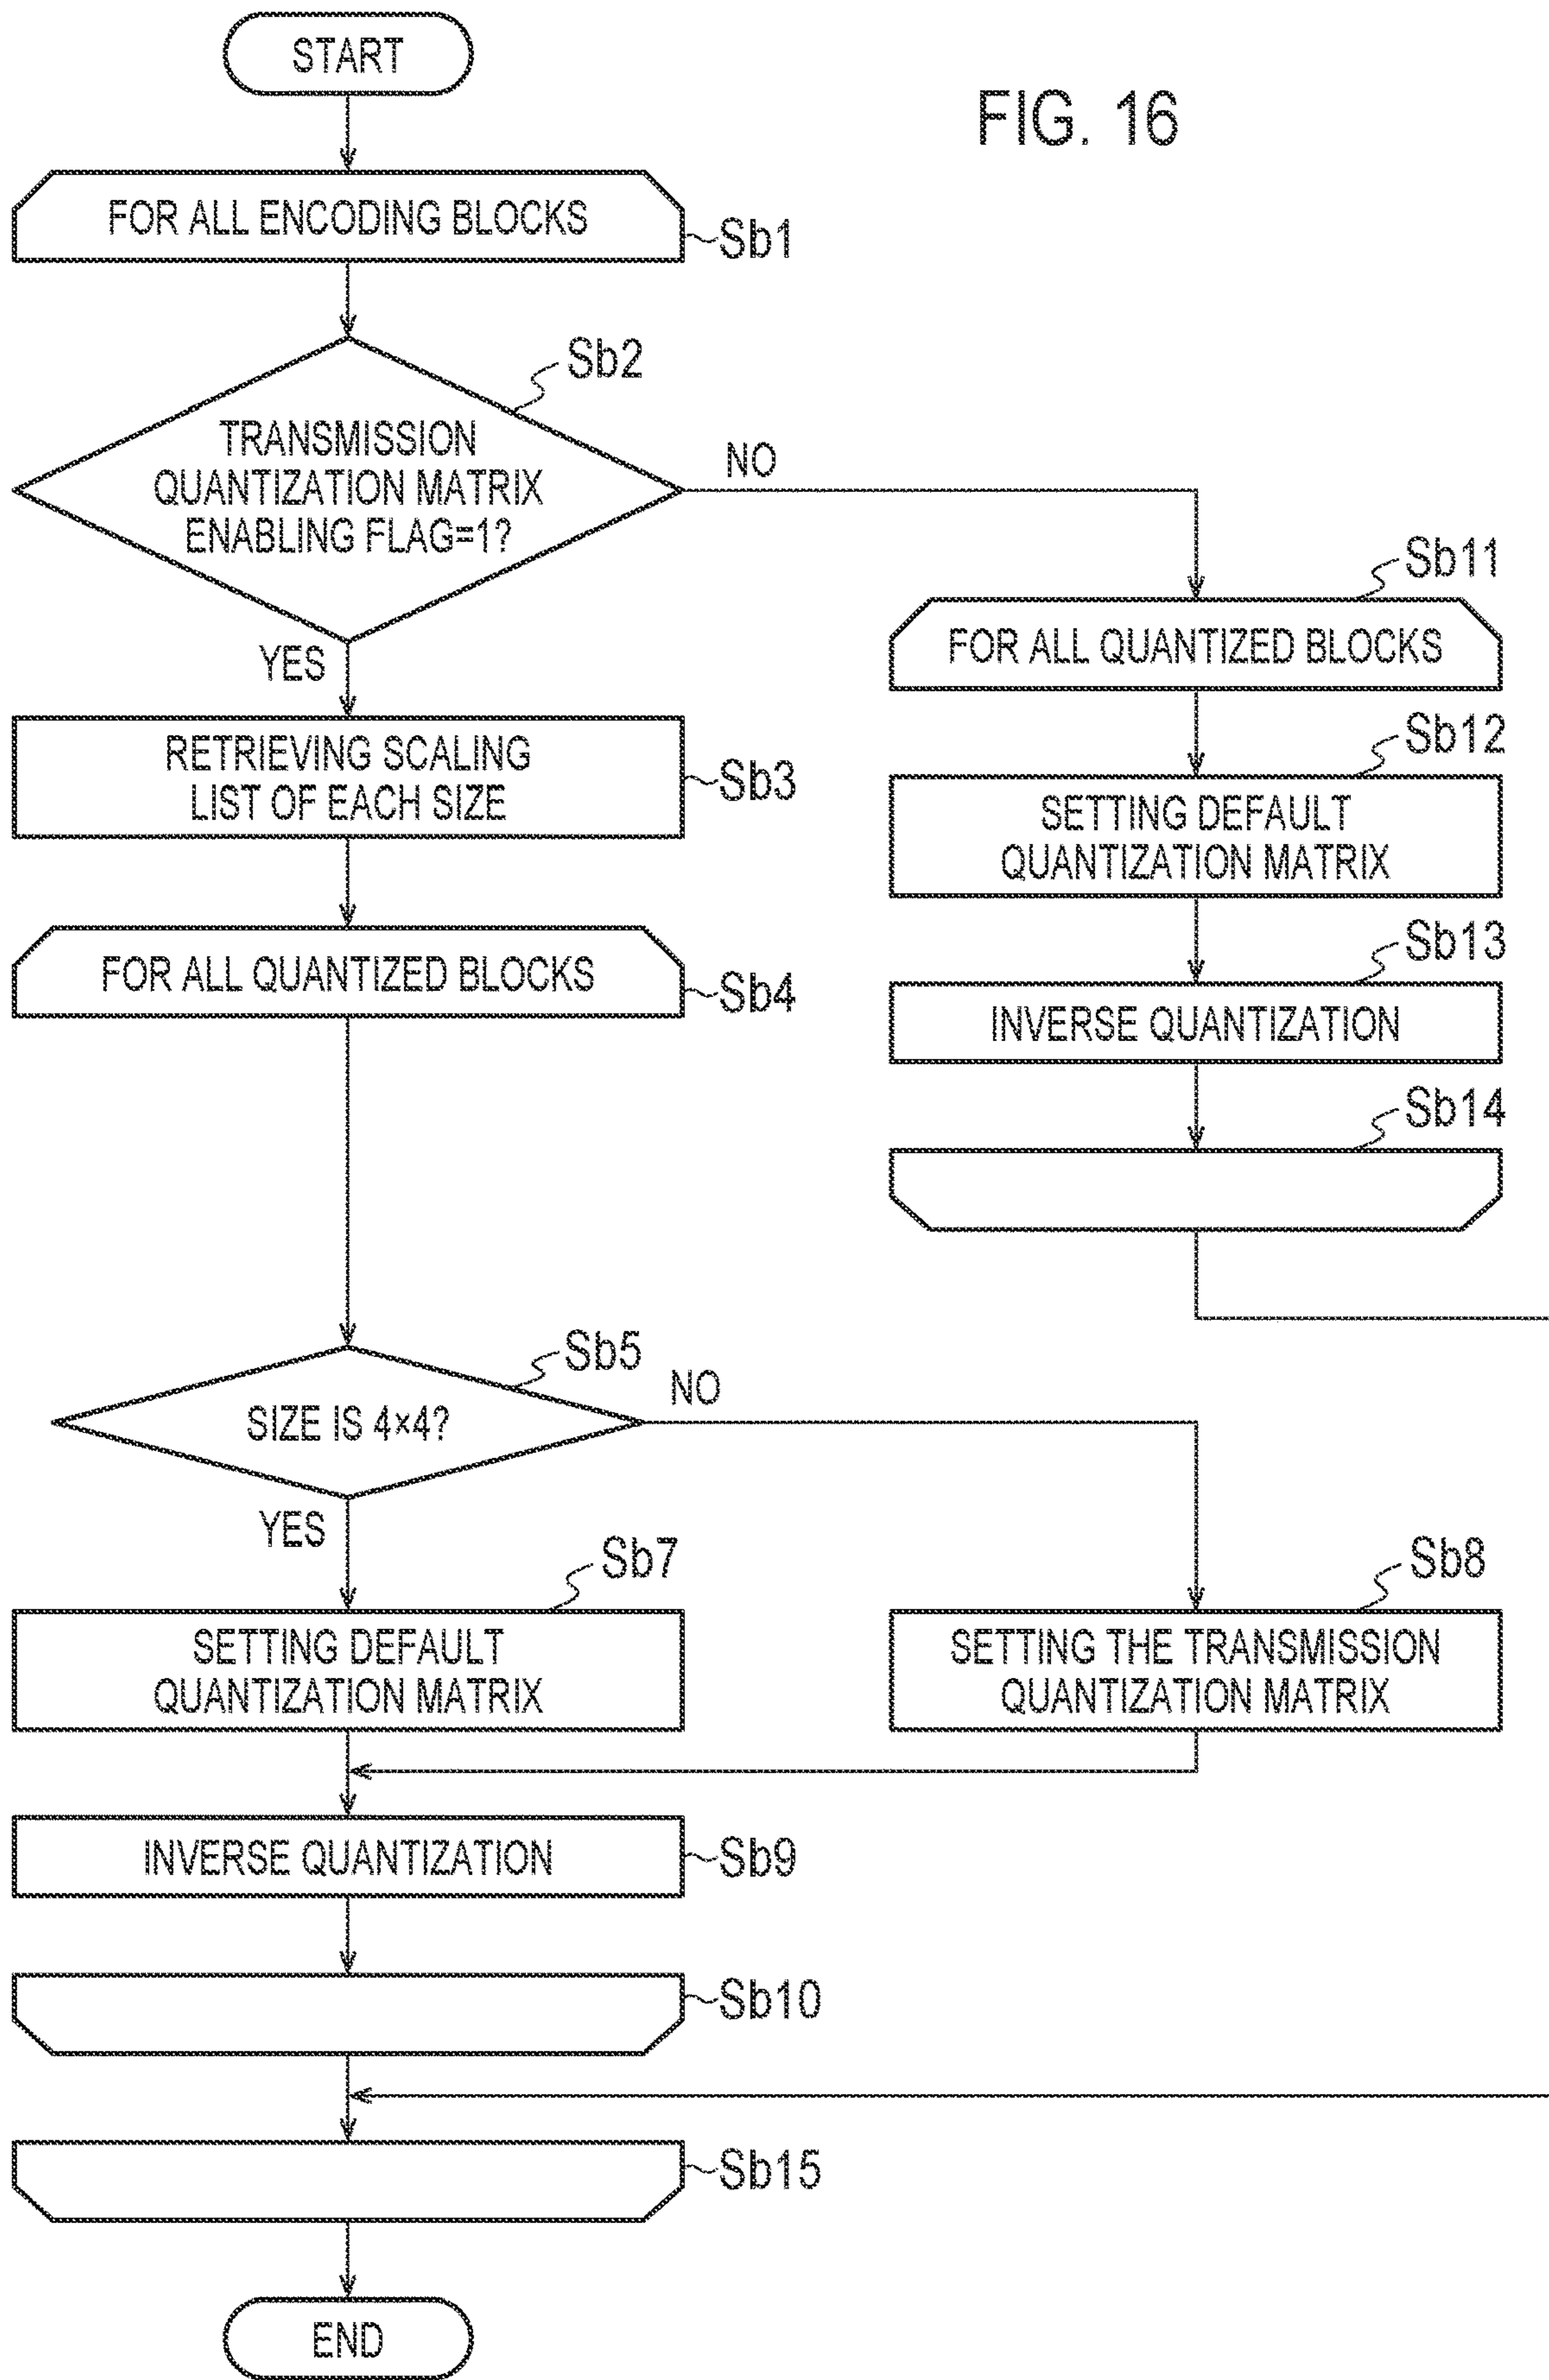 START
FIG. 16
FOR ALL ENCODING BLOCKS
Sb1
Sb2
TRANSMISSION
QUANTIZATION MATRIX
ENABLING FLAG=1?
NO
YES
Sb11
FOR ALL QUANTIZED BLOCKS
RETRIEVING SCALING
LIST OF EACH SIZE
Sb3
Sb12
SETTING DEFAULT
QUANTIZATION MATRIX
FOR ALL QUANTIZED BLOCKS
Sb4
Sb13
INVERSE QUANTIZATION
Sb14
Sb5
SIZE IS 4×4?
NO
YES
Sb7
SETTING DEFAULT
QUANTIZATION MATRIX
Sb8
SETTING THE TRANSMISSION
QUANTIZATION MATRIX
INVERSE QUANTIZATION
Sb9
Sb10
Sb15
END